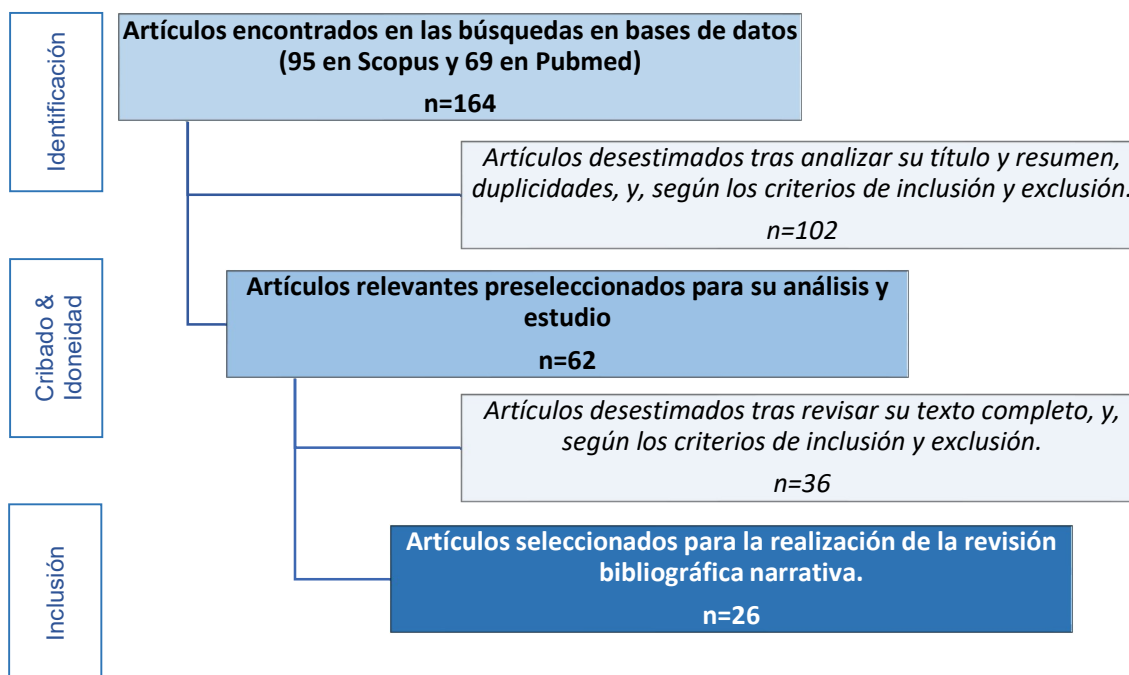 Identificación
Artículos encontrados en las búsquedas en bases de datos
(95 en Scopus y 69 en Pubmed)
n=164
Artículos desestimados tras analizar su título y resumen,
duplicidades, y, según los criterios de inclusión y exclusión.
n=102
Cribado &
Idoneidad
Artículos relevantes preseleccionados para su análisis y
estudio
n=62
Artículos desestimados tras revisar su texto completo, y,
según los criterios de inclusión y exclusión.
n=36
Inclusión
Artículos seleccionados para la realización de la revisión
bibliográfica narrativa.
n=26